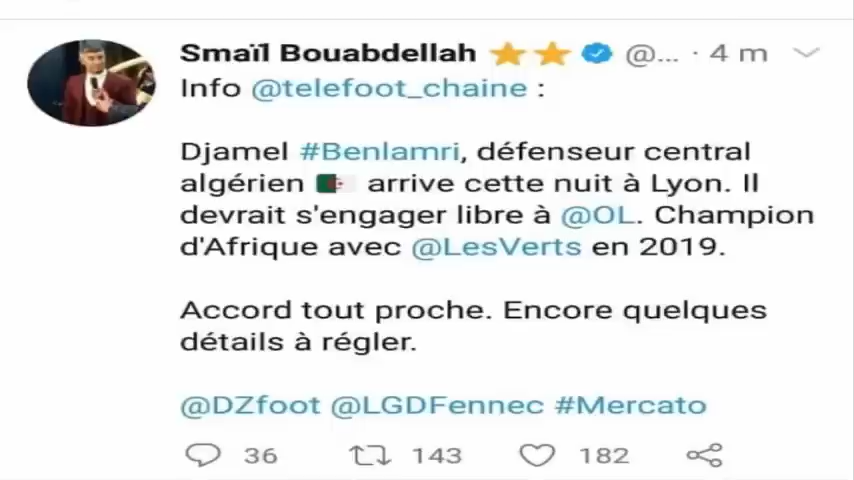 Smaïl Bouabdellah ⭐⭐ @... · 4 m
Info @telefoot_chaine :
Djamel #Benlamri, défenseur central
algérien 🇩🇿 arrive cette nuit à Lyon. Il
devrait s'engager libre à @OL. Champion
d'Afrique avec @LesVerts en 2019.
Accord tout proche. Encore quelques
détails à régler.
@DZfoot @LGDFennec #Mercato
36 143 182